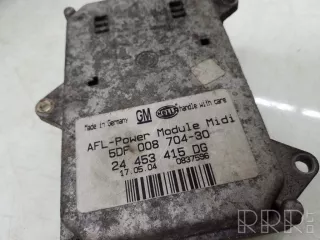 Made in Germany GM HELLA handle with care
AFL-Power Module Midi
5DF 008 704-30
24 453 415 DG
17.05.04 0837596
RRR